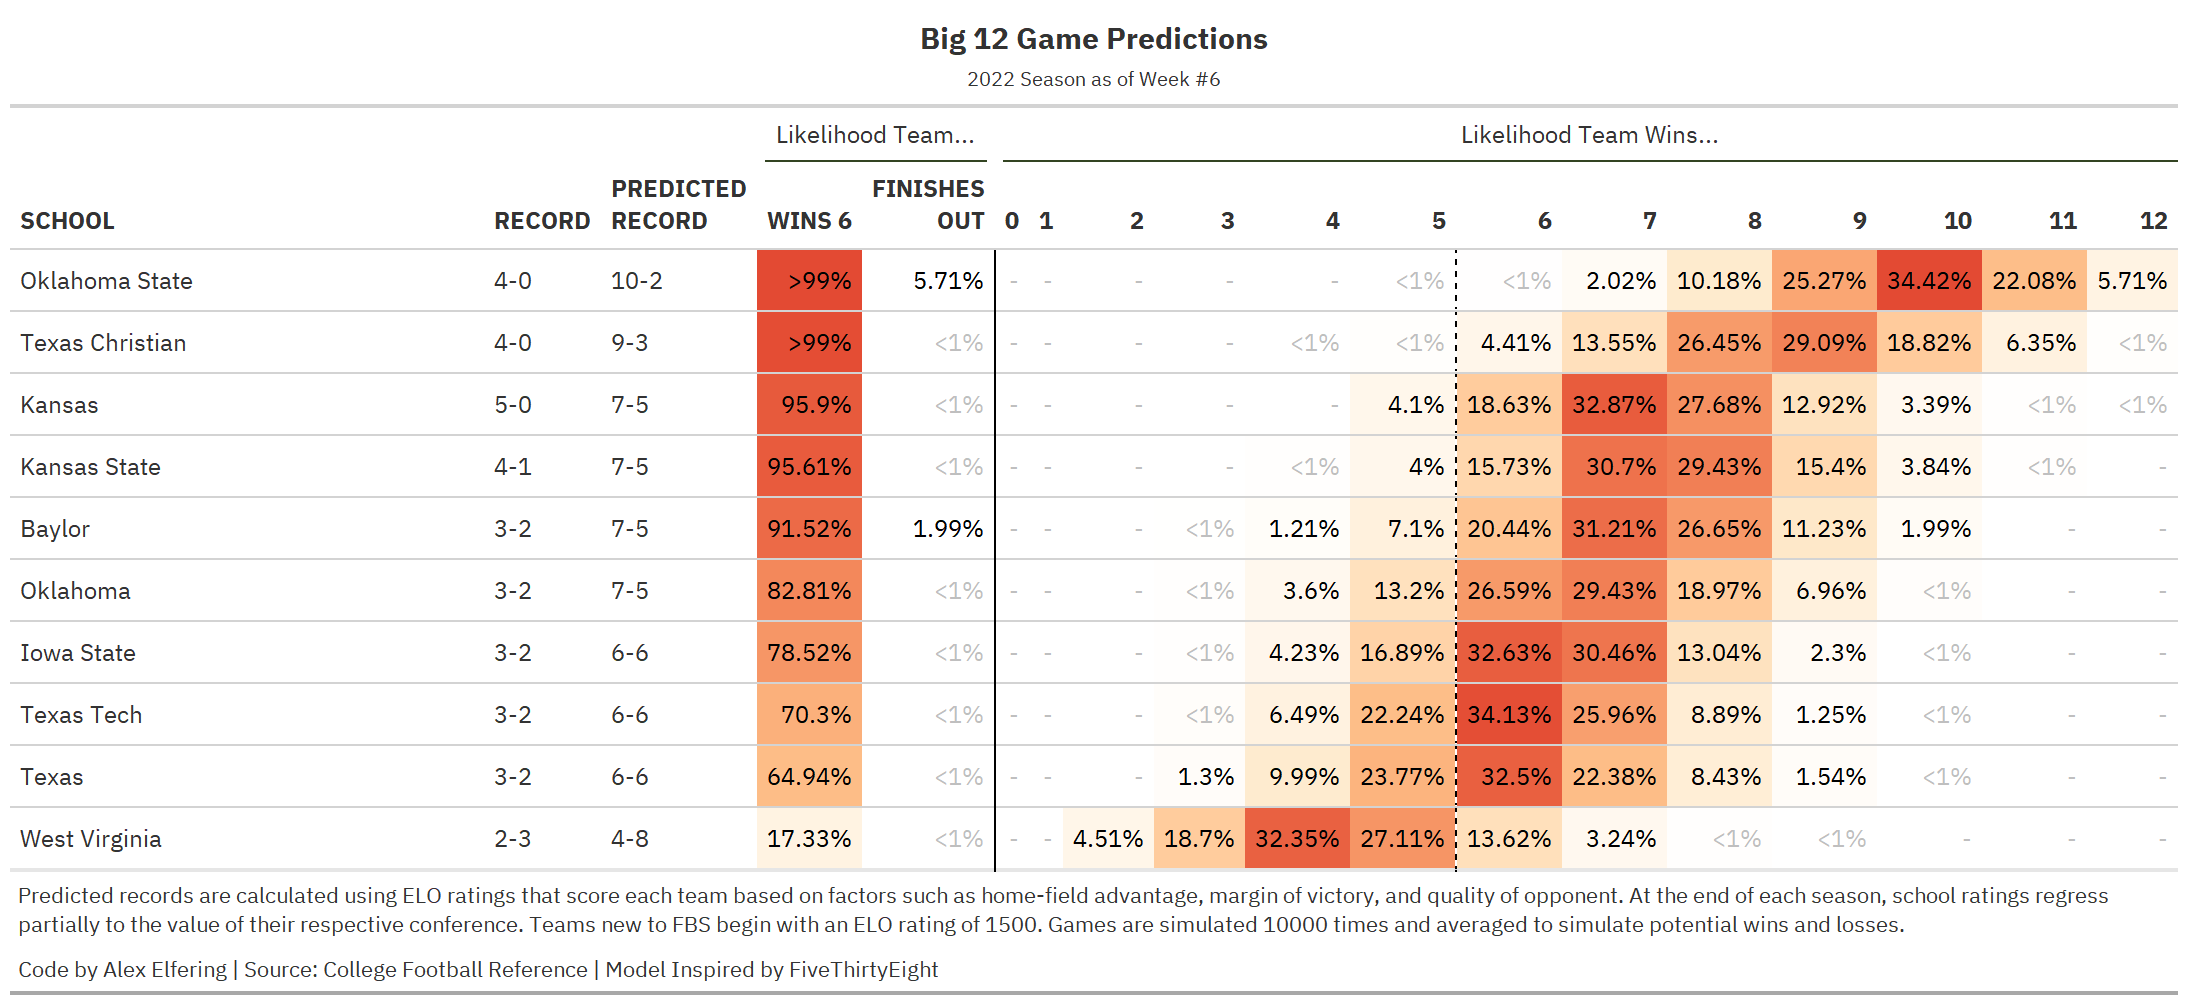 Big 12 Game Predictions
2022 Season as of Week #6
Likelihood Team... Likelihood Team Wins...
SCHOOL RECORD PREDICTED RECORD WINS 6 FINISHES OUT 0 1 2 3 4 5 6 7 8 9 10 11 12
Oklahoma State 4-0 10-2 >99% 5.71% - - - - - <1% <1% 2.02% 10.18% 25.27% 34.42% 22.08% 5.71%
Texas Christian 4-0 9-3 >99% <1% - - - - <1% <1% 4.41% 13.55% 26.45% 29.09% 18.82% 6.35% <1%
Kansas 5-0 7-5 95.9% <1% - - - - - 4.1% 18.63% 32.87% 27.68% 12.92% 3.39% <1% <1%
Kansas State 4-1 7-5 95.61% <1% - - - - <1% 4% 15.73% 30.7% 29.43% 15.4% 3.84% <1% -
Baylor 3-2 7-5 91.52% 1.99% - - - <1% 1.21% 7.1% 20.44% 31.21% 26.65% 11.23% 1.99% - -
Oklahoma 3-2 7-5 82.81% <1% - - - <1% 3.6% 13.2% 26.59% 29.43% 18.97% 6.96% <1% - -
Iowa State 3-2 6-6 78.52% <1% - - - <1% 4.23% 16.89% 32.63% 30.46% 13.04% 2.3% <1% - -
Texas Tech 3-2 6-6 70.3% <1% - - - <1% 6.49% 22.24% 34.13% 25.96% 8.89% 1.25% <1% - -
Texas 3-2 6-6 64.94% <1% - - - 1.3% 9.99% 23.77% 32.5% 22.38% 8.43% 1.54% <1% - -
West Virginia 2-3 4-8 17.33% <1% - - 4.51% 18.7% 32.35% 27.11% 13.62% 3.24% <1% <1% - - -
Predicted records are calculated using ELO ratings that score each team based on factors such as home-field advantage, margin of victory, and quality of opponent. At the end of each season, school ratings regress
partially to the value of their respective conference. Teams new to FBS begin with an ELO rating of 1500. Games are simulated 10000 times and averaged to simulate potential wins and losses.
Code by Alex Elfering | Source: College Football Reference | Model Inspired by FiveThirtyEight